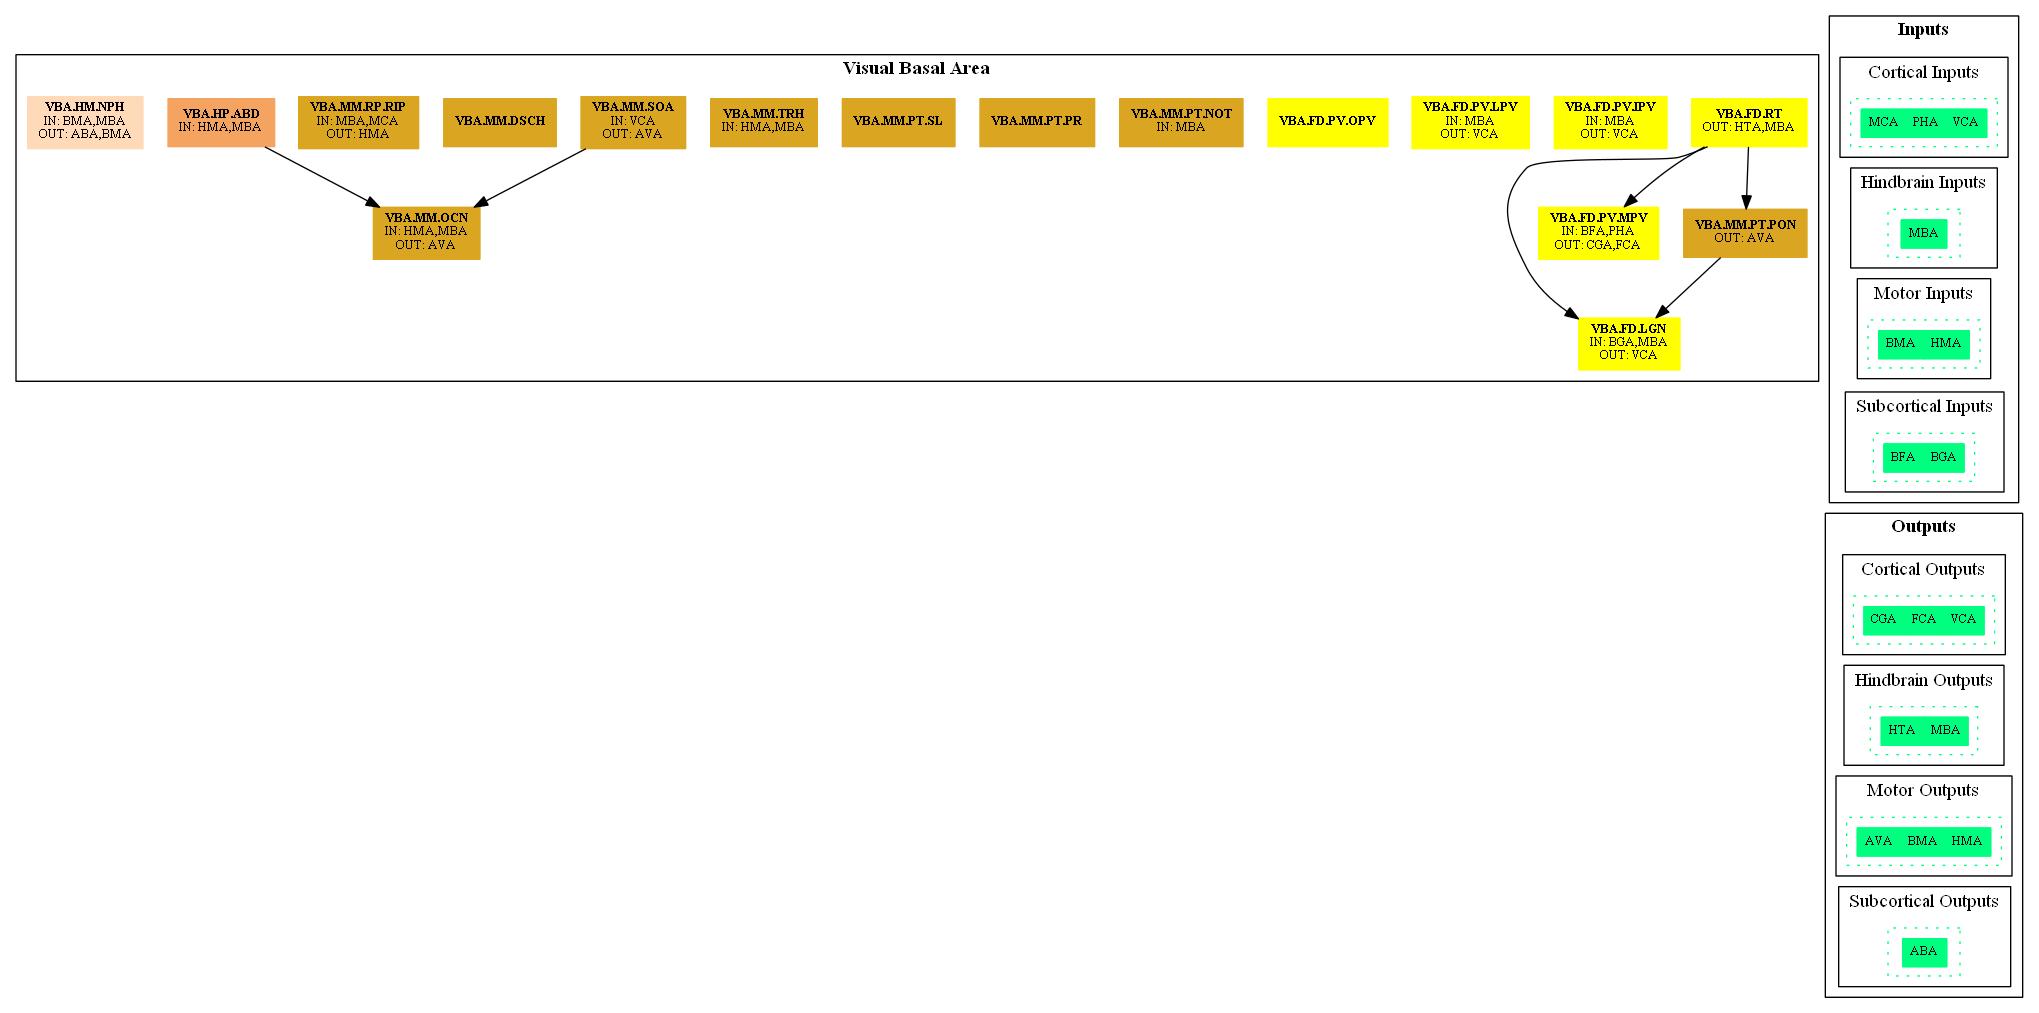 Visual Basal Area
VBA.HM.NPH
IN: BMA,MBA
OUT: ABA,BMA
VBA.HP.ABD
IN: HMA,MBA
VBA.MM.RP.RIP
IN: MBA,MCA
OUT: HMA
VBA.MM.DSCH
VBA.MM.SOA
IN: VCA
OUT: AVA
VBA.MM.TRH
IN: HMA,MBA
VBA.MM.PT.SL
VBA.MM.PT.PR
VBA.MM.PT.NOT
IN: MBA
VBA.FD.PV.OPV
VBA.FD.PV.LPV
IN: MBA
OUT: VCA
VBA.FD.PV.IPV
IN: MBA
OUT: VCA
VBA.FD.RT
OUT: HTA,MBA
VBA.MM.OCN
IN: HMA,MBA
OUT: AVA
VBA.FD.PV.MPV
IN: BFA,PHA
OUT: CGA,FCA
VBA.MM.PT.PON
OUT: AVA
VBA.FD.LGN
IN: BGA,MBA
OUT: VCA
Inputs
Cortical Inputs
MCA PHA VCA
Hindbrain Inputs
MBA
Motor Inputs
BMA HMA
Subcortical Inputs
BFA BGA
Outputs
Cortical Outputs
CGA FCA VCA
Hindbrain Outputs
HTA MBA
Motor Outputs
AVA BMA HMA
Subcortical Outputs
ABA